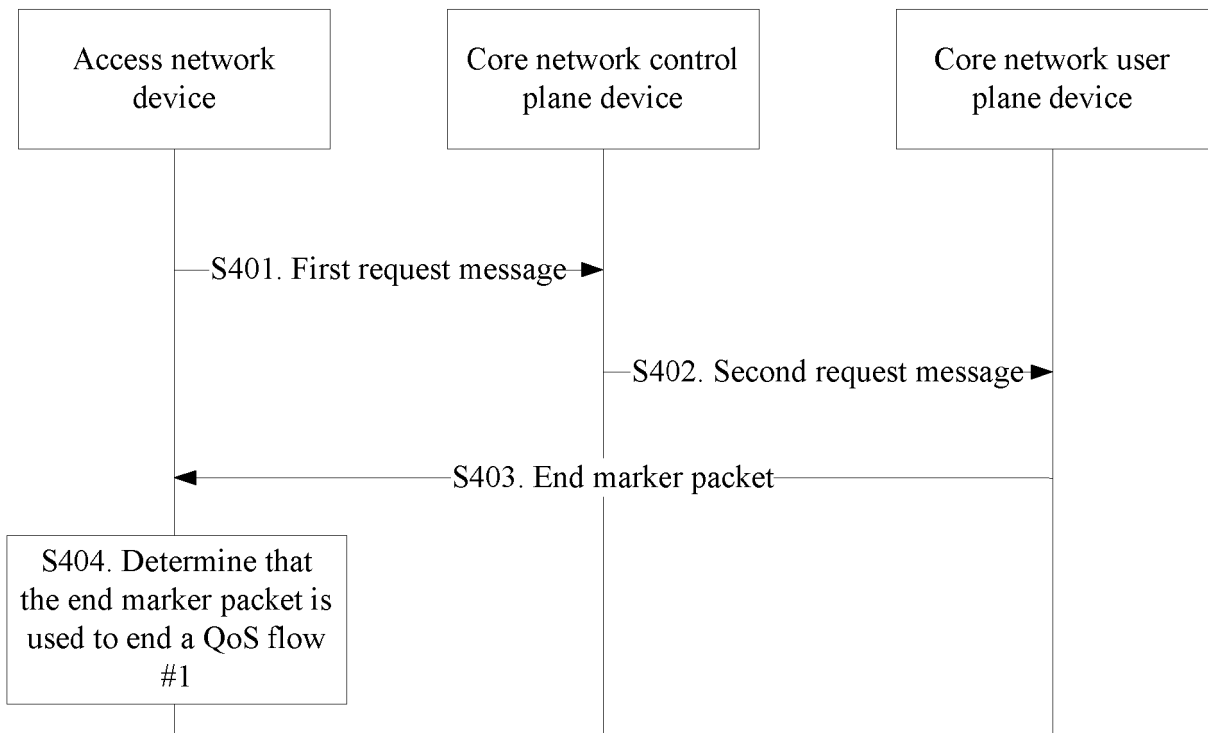 Access network
device
Core network control
plane device
Core network user
plane device
S401. First request message
S402. Second request message
S403. End marker packet
S404. Determine that
the end marker packet is
used to end a QoS flow
#1